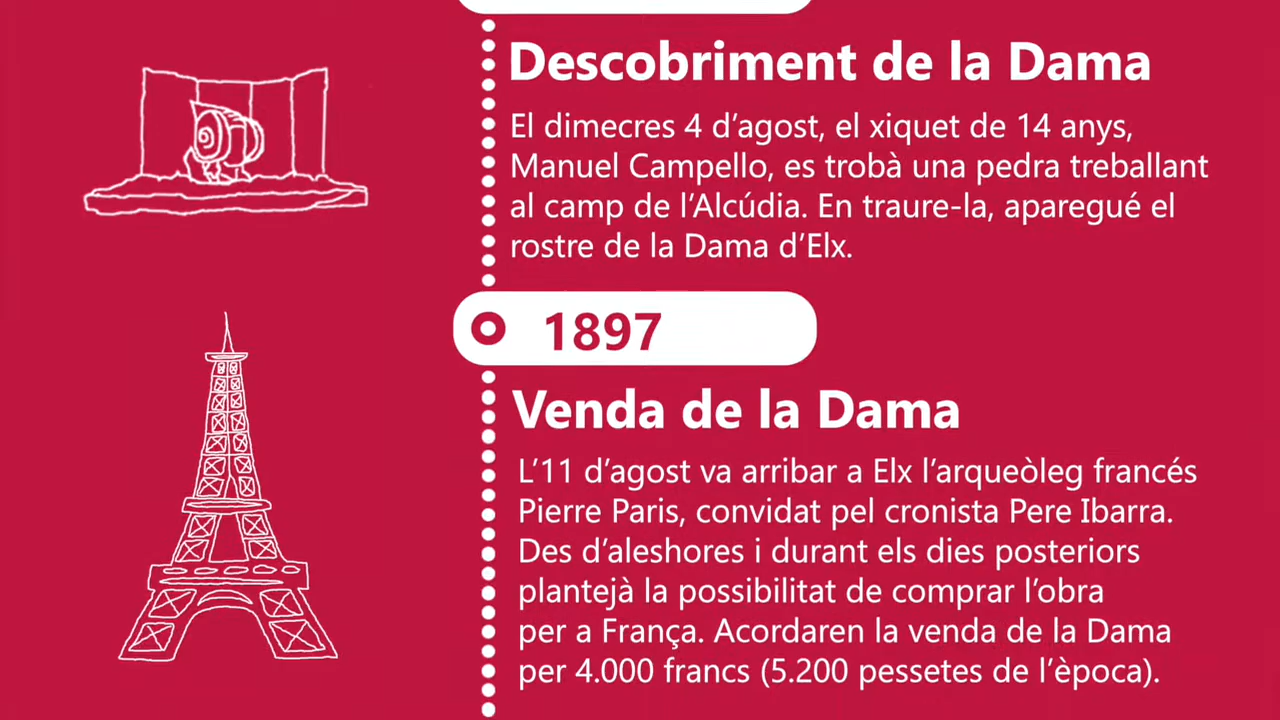 Descobriment de la Dama
El dimecres 4 d’agost, el xiquet de 14 anys,
Manuel Campello, es trobà una pedra treballant
al camp de l’Alcúdia. En traure-la, aparegué el
rostre de la Dama d’Elx.
1897
Venda de la Dama
L’11 d’agost va arribar a Elx l’arqueòleg francés
Pierre Paris, convidat pel cronista Pere Ibarra.
Des d’aleshores i durant els dies posteriors
plantejà la possibilitat de comprar l’obra
per a França. Acordaren la venda de la Dama
per 4.000 francs (5.200 pessetes de l’època).